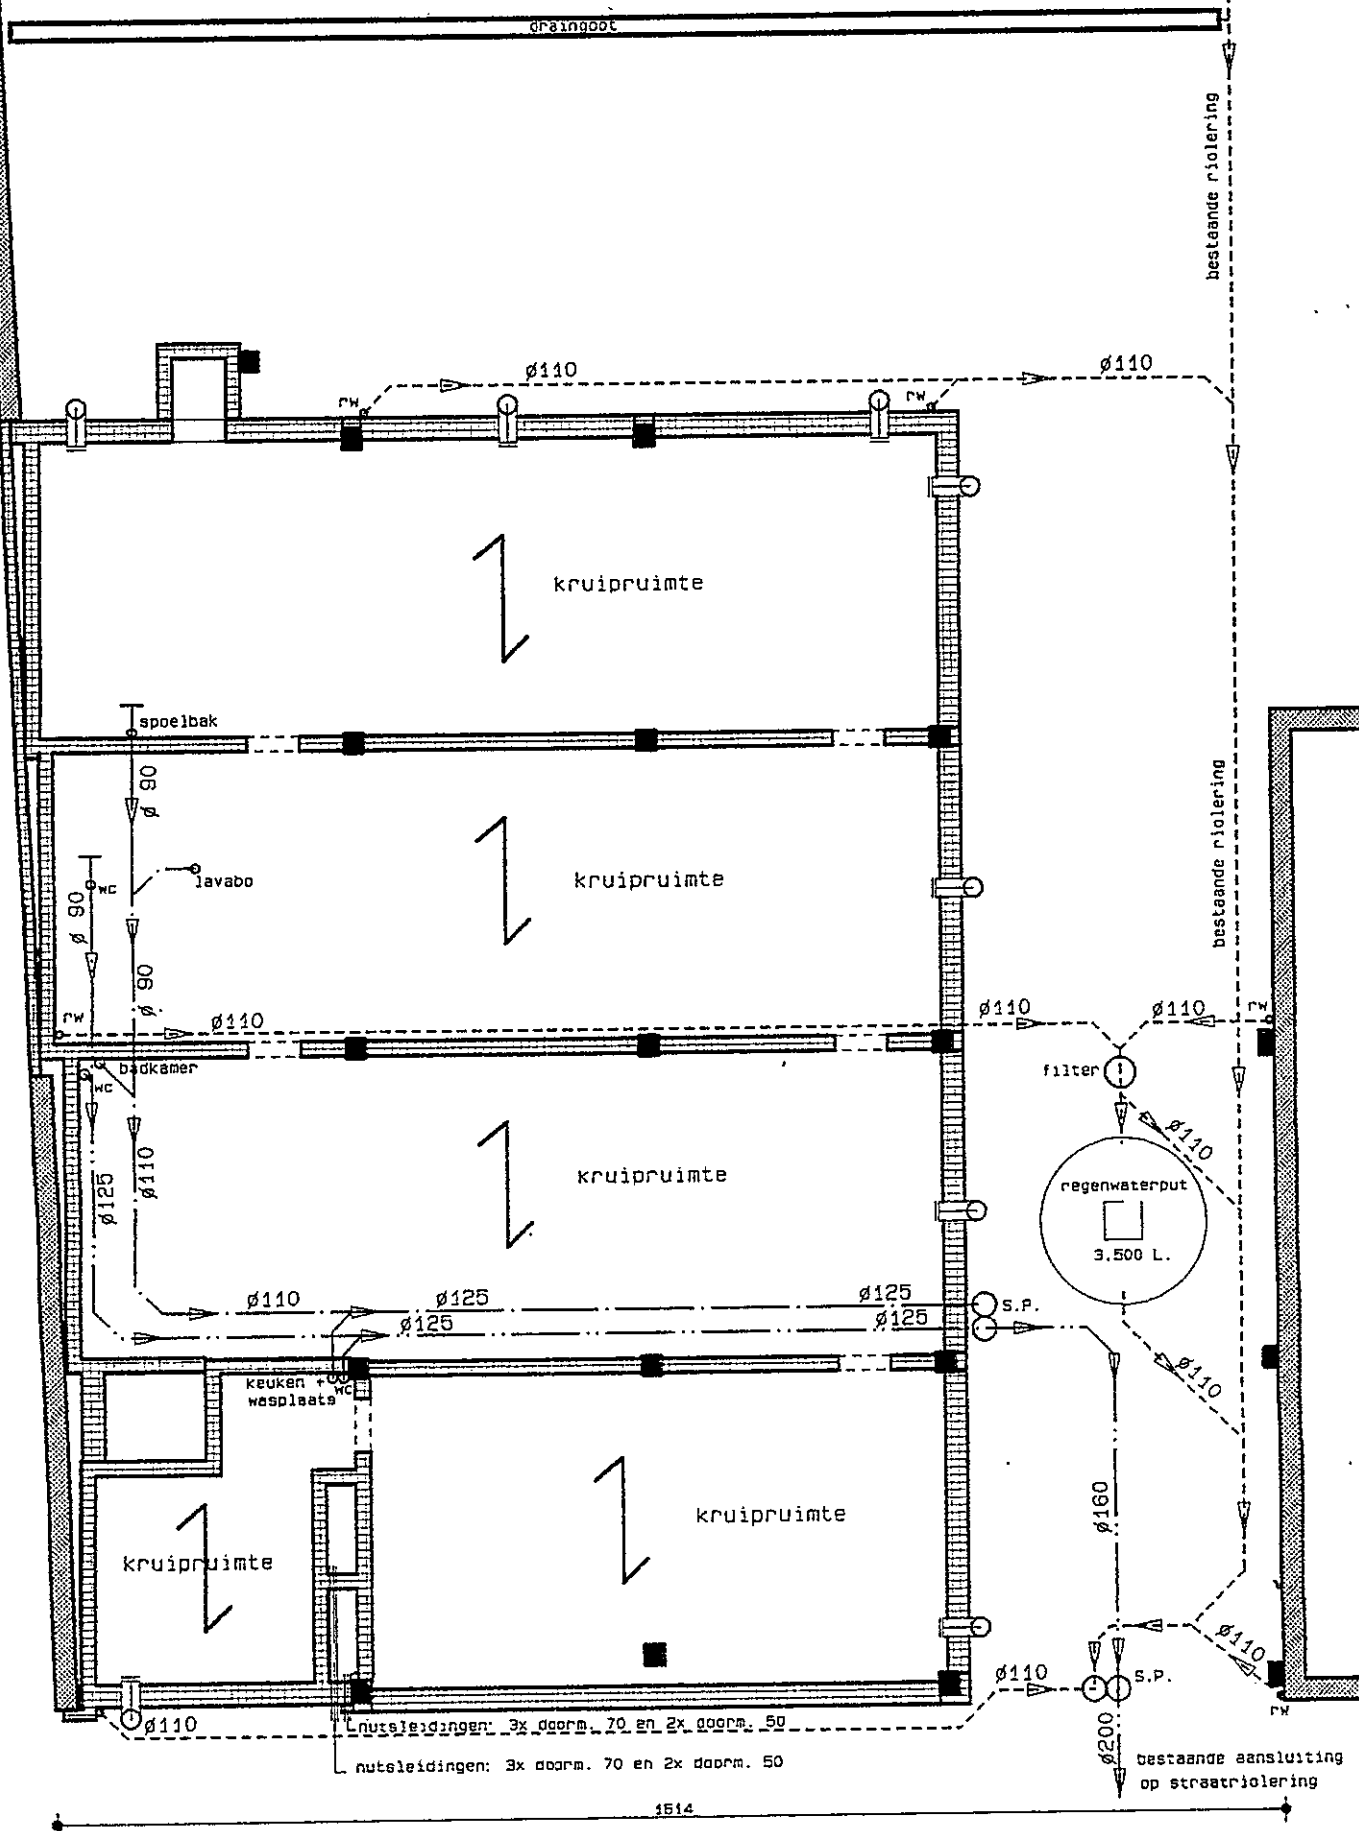 draingoot
bestaande riolering
Ø110
Ø110
rw
rw
kruipruimte
spoelbak
Ø 90
bestaande riolering
kruipruimte
lavabo
wc
Ø 90
Ø 90
rw
Ø110
Ø110
Ø110
rw
filter
badkamer
wc
Ø110
Ø125
Ø110
kruipruimte
regenwaterput
3.500 L.
Ø110
Ø125
Ø125
S.P.
Ø125
Ø125
Ø110
keuken +
wasplaats
wc
Ø160
kruipruimte
kruipruimte
Ø110
Ø110
S.P.
rw
Ø110
nutsleidingen: 3x doorm. 70 en 2x doorm. 50
nutsleidingen: 3x doorm. 70 en 2x doorm. 50
Ø200
bestaande aansluiting
op straatriolering
1514